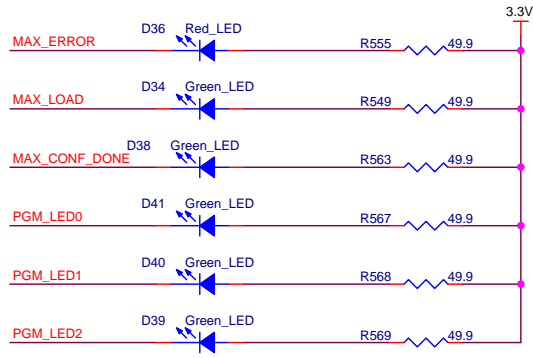 3.3V
D36 Red_LED
MAX_ERROR R555 49.9
D34 Green_LED
MAX_LOAD R549 49.9
D38 Green_LED
MAX_CONF_DONE R563 49.9
D41 Green_LED
PGM_LED0 R567 49.9
D40 Green_LED
PGM_LED1 R568 49.9
D39 Green_LED
PGM_LED2 R569 49.9